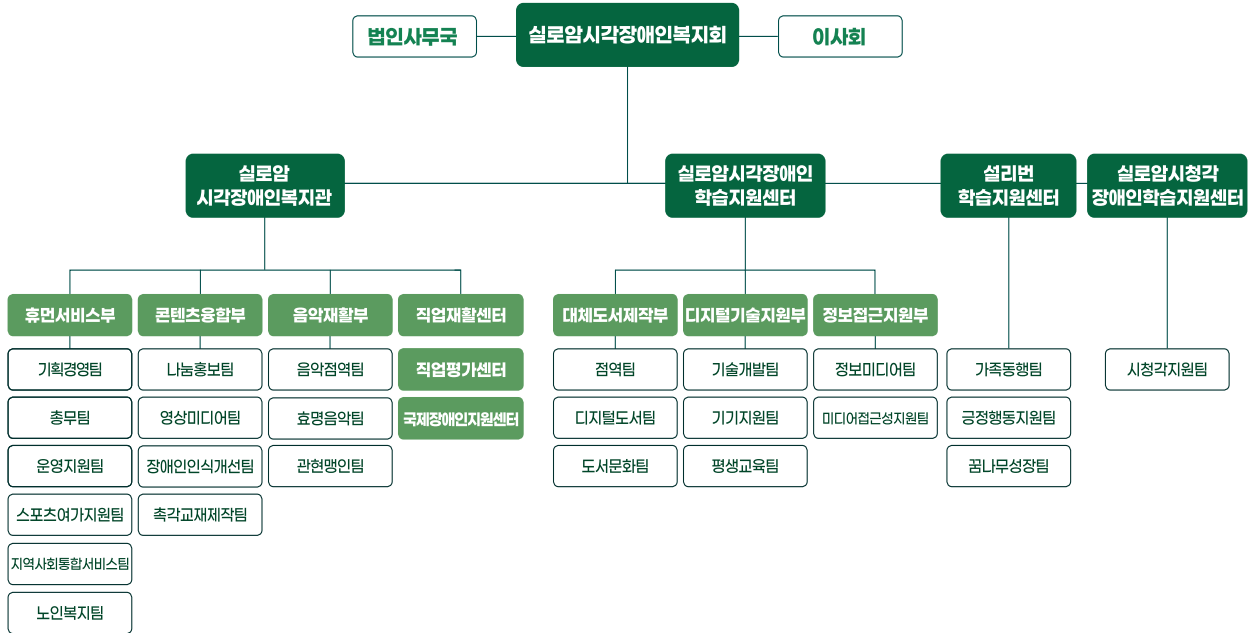 법인사무국
실로암시각장애인복지회
이사회
실로암
시각장애인복지관
실로암시각장애인
학습지원센터
설리번
학습지원센터
실로암시청각
장애인학습지원센터
휴먼서비스부
콘텐츠융합부
음악재활부
직업재활센터
대체도서제작부
디지털기술지원부
정보접근지원부
기획경영팀
나눔홍보팀
음악점역팀
직업평가센터
점역팀
기술개발팀
정보미디어팀
가족동행팀
시청각지원팀
총무팀
영상미디어팀
효명음악팀
국제장애인지원센터
디지털도서팀
기기지원팀
미디어접근성지원팀
긍정행동지원팀
운영지원팀
장애인인식개선팀
관현맹인팀
도서문화팀
평생교육팀
꿈나무성장팀
스포츠여가지원팀
촉각교재제작팀
지역사회통합서비스팀
노인복지팀